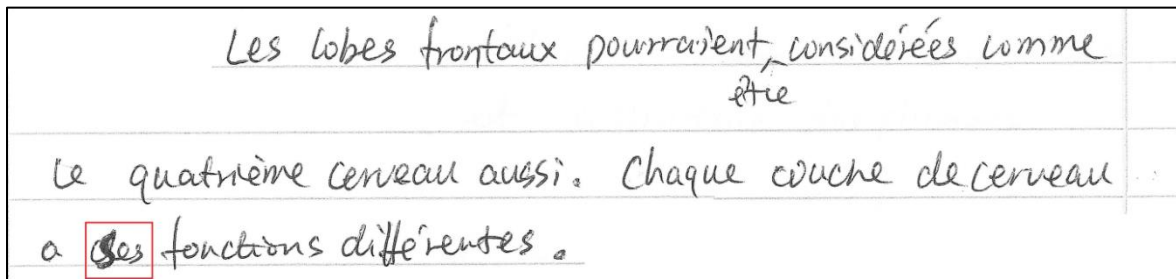 Les lobes frontaux pourraient être considérées comme
le quatrième cerveau aussi. Chaque couche de cerveau
a ses fonctions différentes.